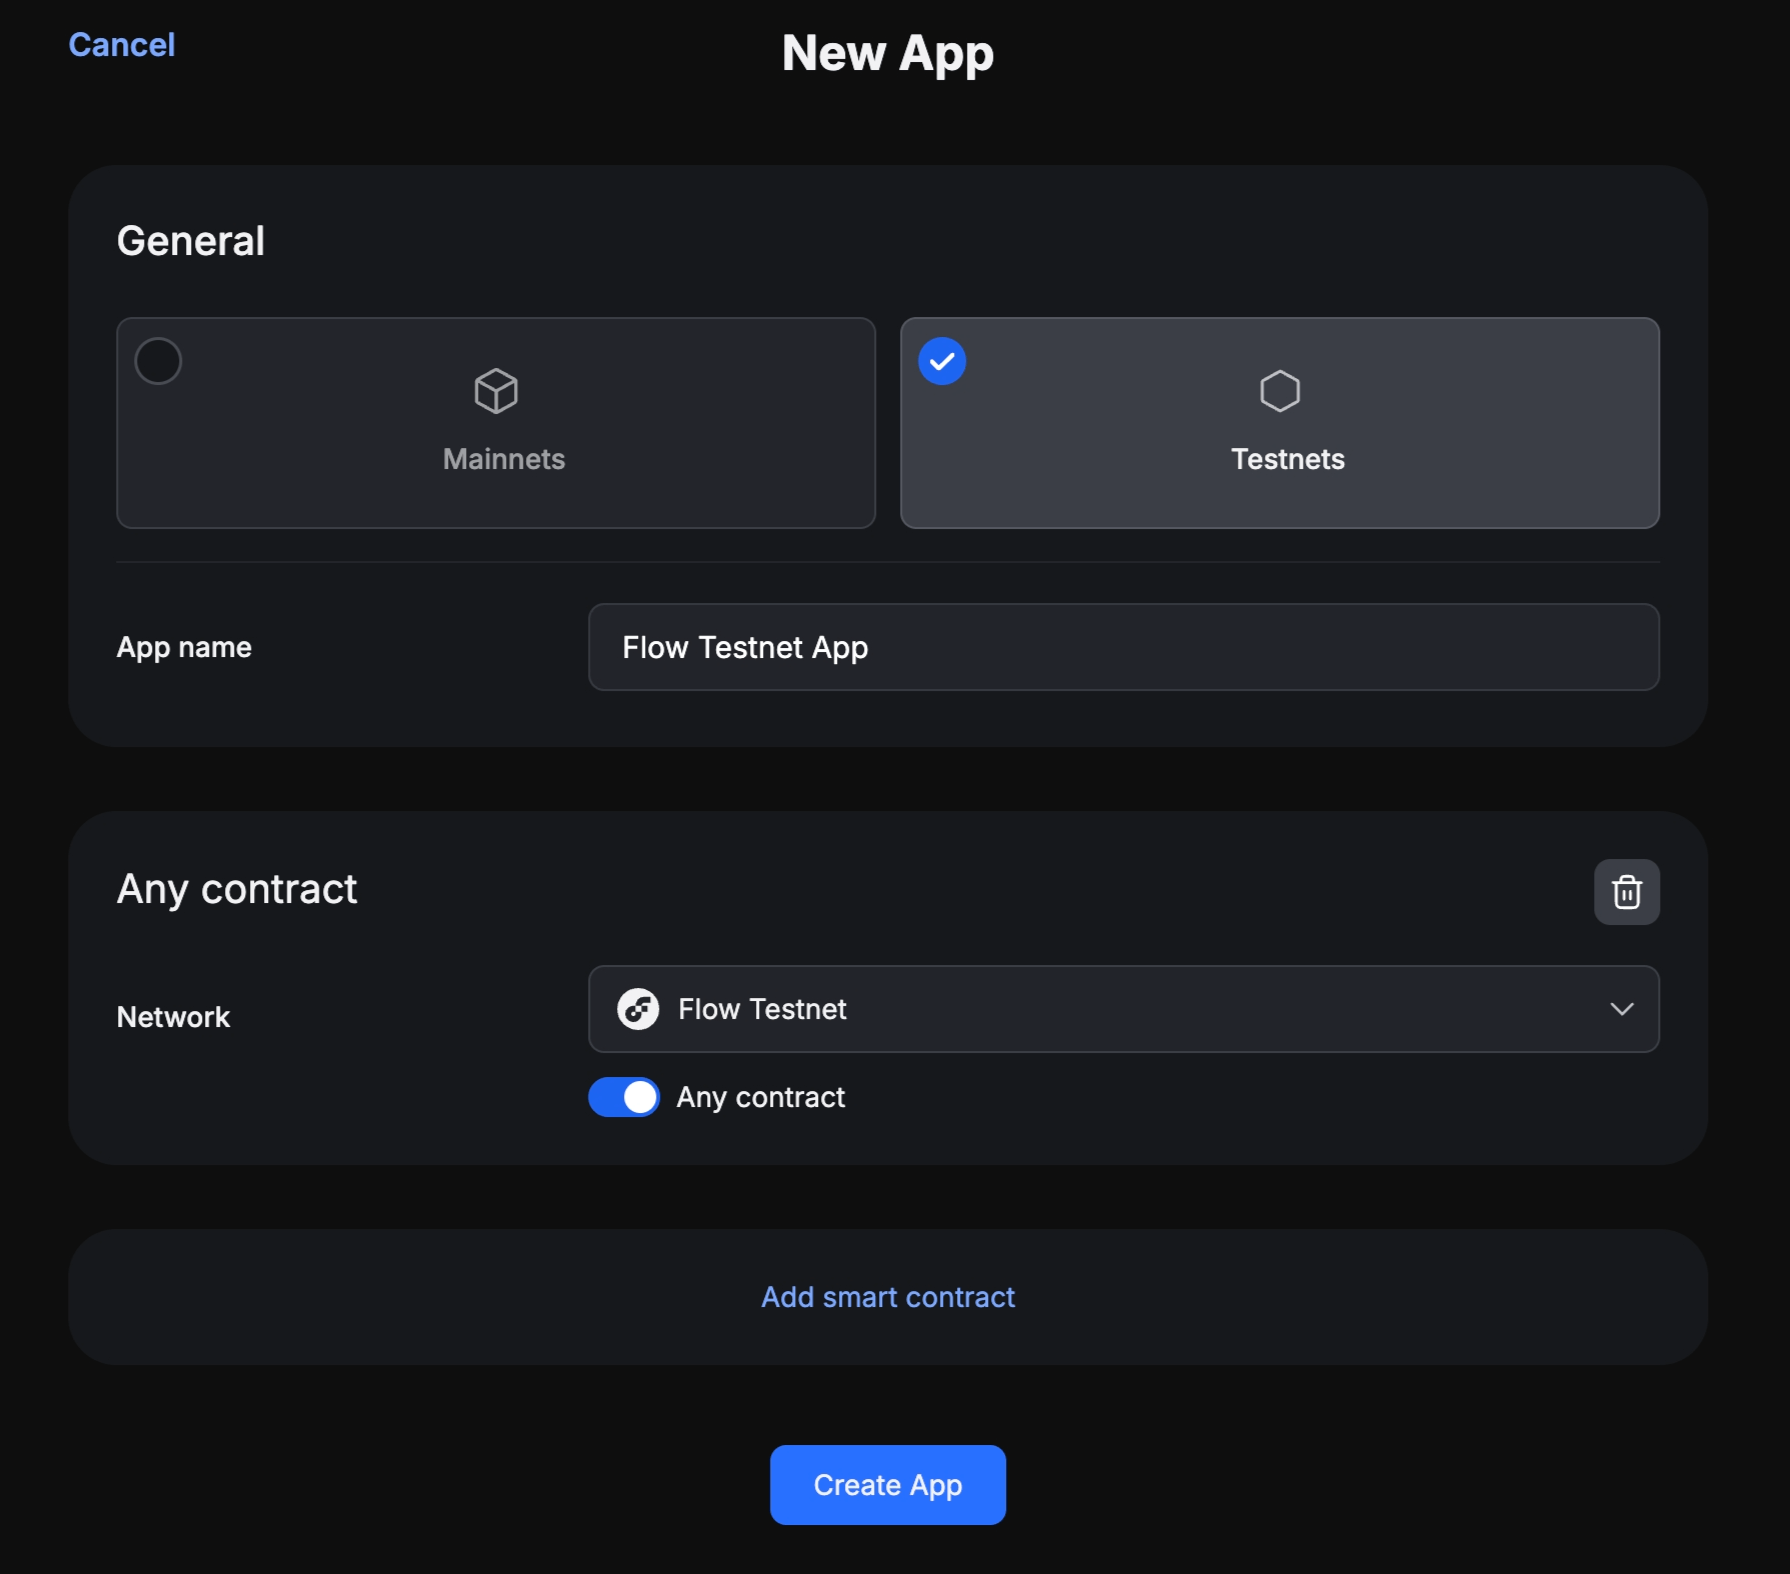 Cancel
New App
General
Mainnets
Testnets
App name
Flow Testnet App
Any contract
Network
Flow Testnet
Any contract
Add smart contract
Create App